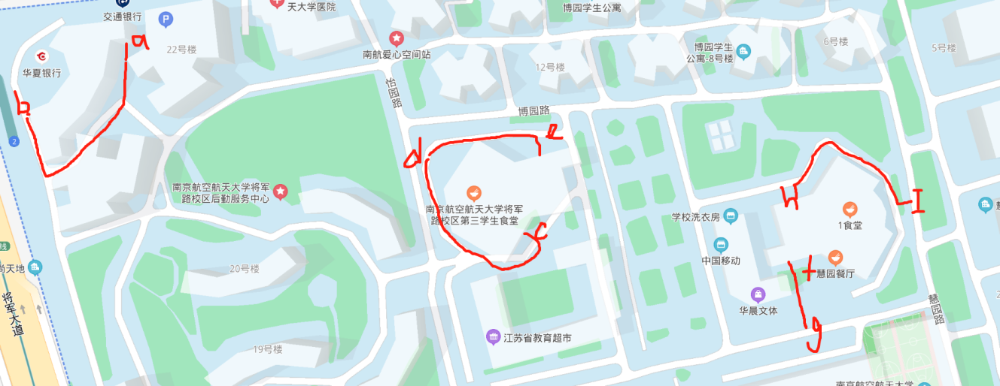 交通银行
P
天大学医院
博园学生公寓
a
22号楼
南航爱心空间站
6号楼
5号楼
博园学生
公寓-8号楼
华夏银行
12号楼
怡园路
博园路
2
d
南京航空航天大学将军
路校区后勤服务中心
南京航空航天大学将军
路校区第三学生食堂
c
h
I
学校洗衣房
1食堂
慧
线
尚天地
20号楼
中国移动
慧园餐厅
f
华晨文体
将军大道
慧园路
g
江苏省教育超市
19号楼
南京航空航天大学